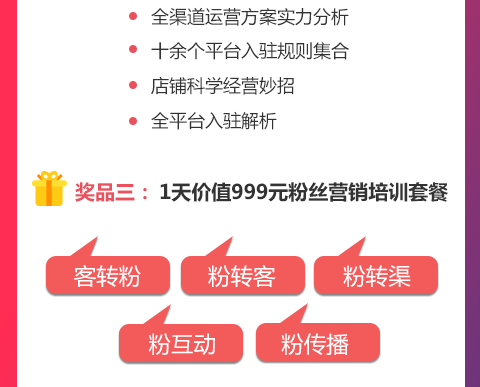 全渠道运营方案实力分析
十余个平台入驻规则集合
店铺科学经营妙招
全平台入驻解析
奖品三：1天价值999元粉丝营销培训套餐
客转粉 粉转客 粉转渠
粉互动 粉传播